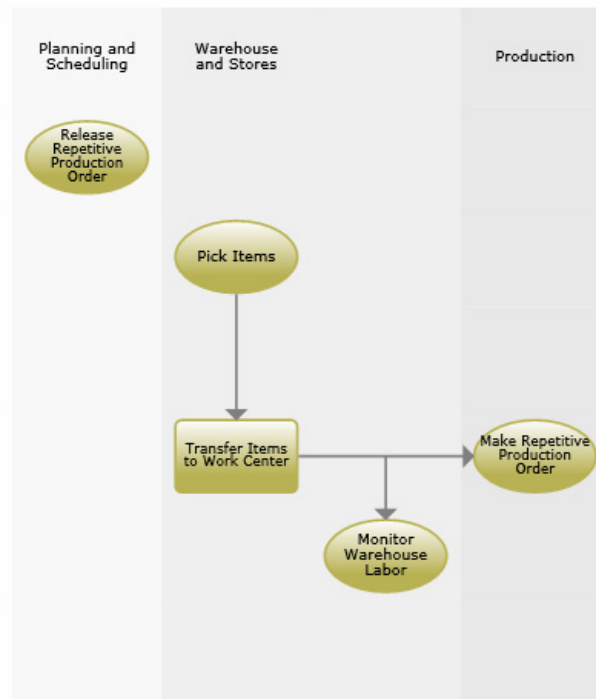 Planning and
Scheduling
Warehouse
and Stores
Production
Release
Repetitive
Production
Order
Pick Items
Transfer Items
to Work Center
Make Repetitive
Production
Order
Monitor
Warehouse
Labor